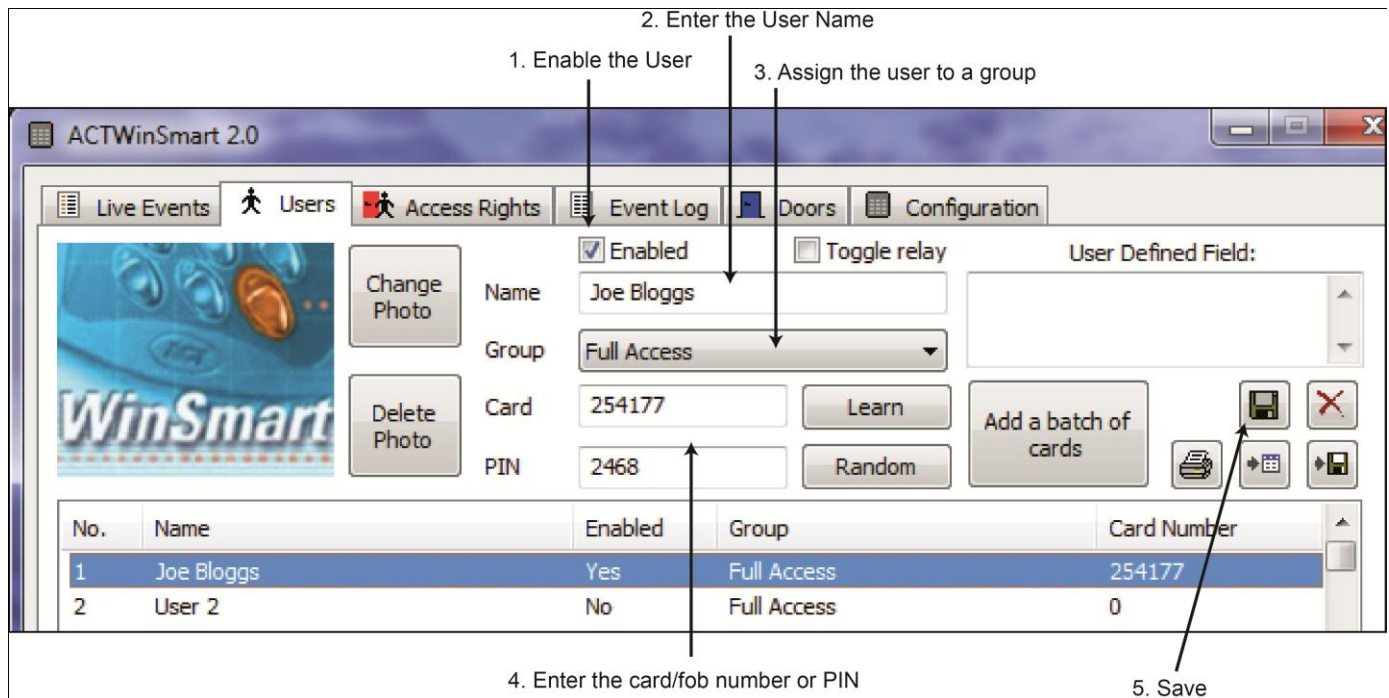 2. Enter the User Name
1. Enable the User
3. Assign the user to a group
ACTWinSmart 2.0
Live Events Users Access Rights Event Log Doors Configuration
Enabled Toggle relay User Defined Field:
Change Photo
Name Joe Bloggs
Group Full Access
ACT
WinSmart
Delete Photo
Card 254177 Learn
Add a batch of cards
PIN 2468 Random
No. Name Enabled Group Card Number
1 Joe Bloggs Yes Full Access 254177
2 User 2 No Full Access 0
4. Enter the card/fob number or PIN
5. Save